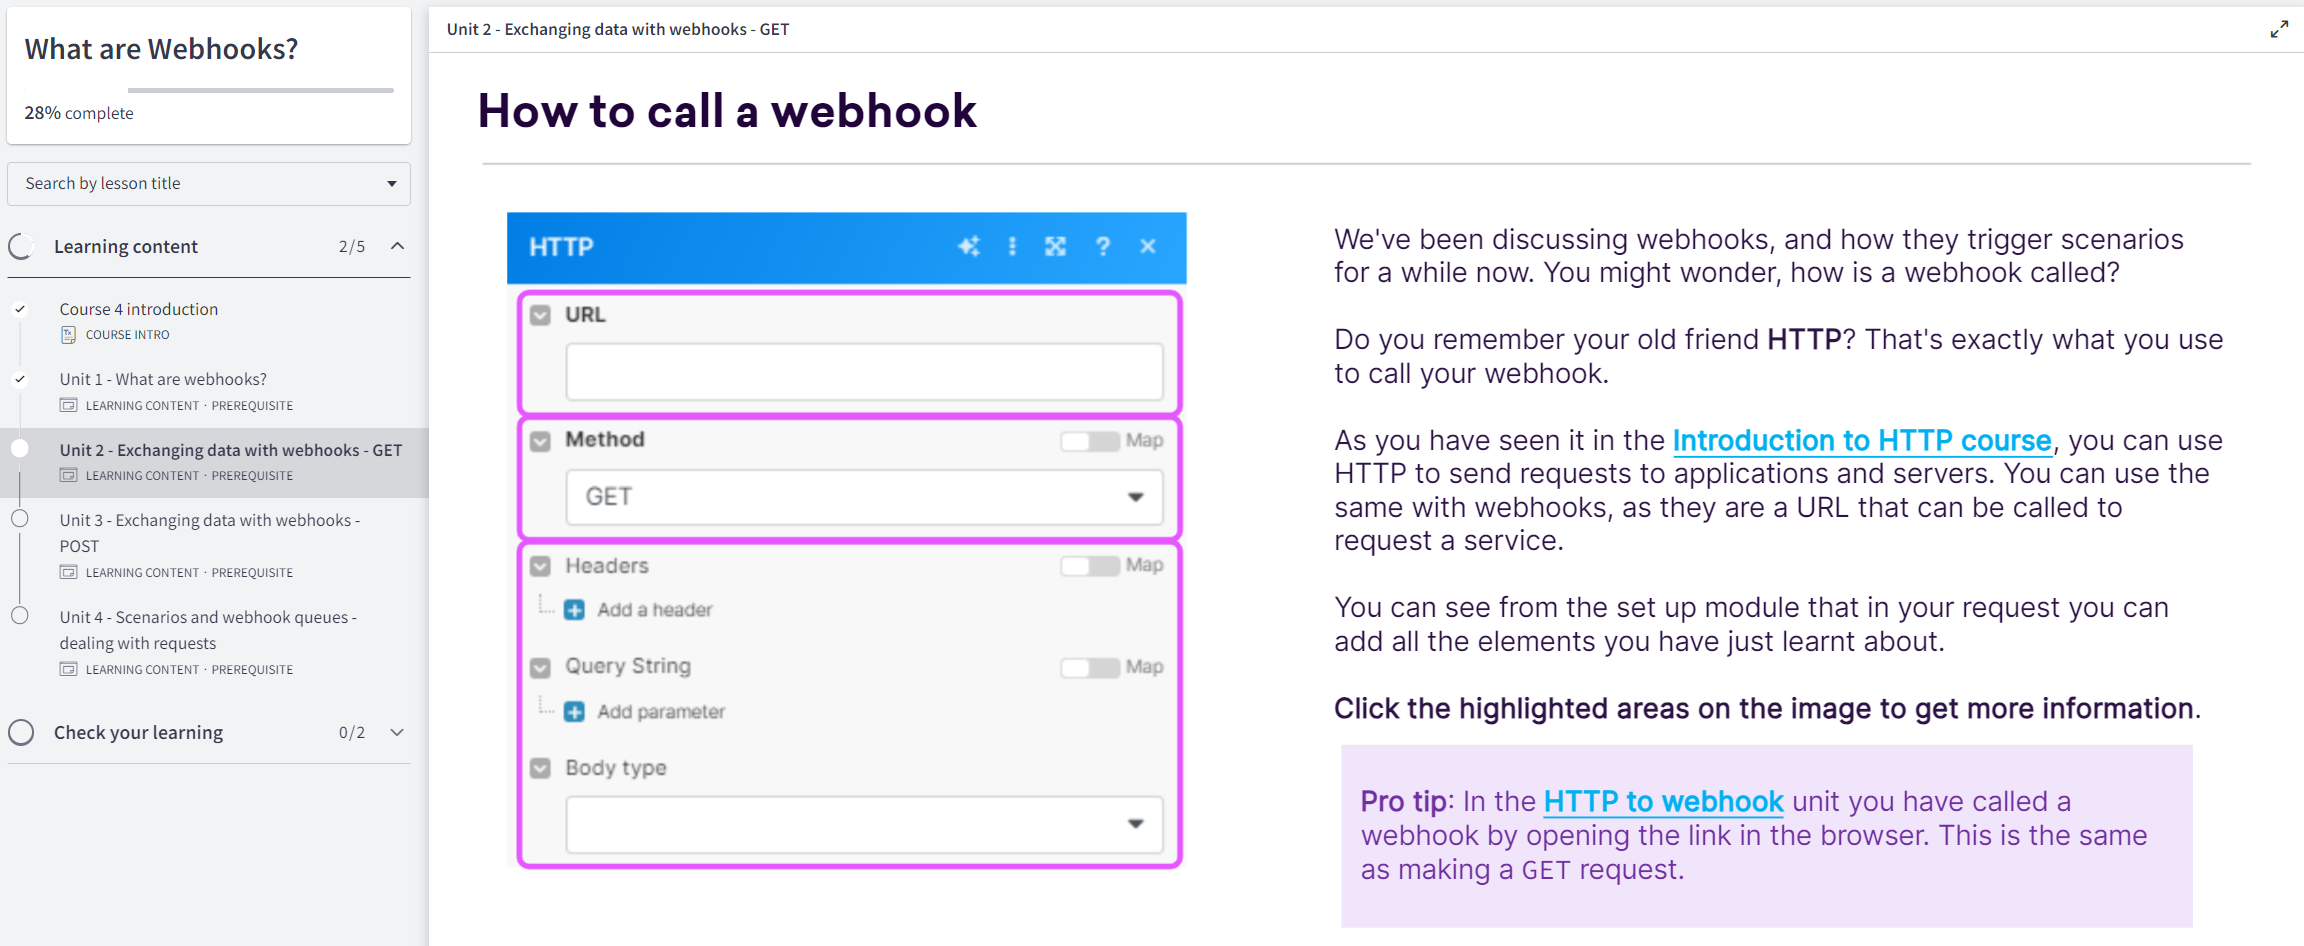 What are Webhooks?
28% complete
Search by lesson title
Learning content 2/5
Course 4 introduction
COURSE INTRO
Unit 1 - What are webhooks?
LEARNING CONTENT · PREREQUISITE
Unit 2 - Exchanging data with webhooks - GET
LEARNING CONTENT · PREREQUISITE
Unit 3 - Exchanging data with webhooks -
POST
LEARNING CONTENT · PREREQUISITE
Unit 4 - Scenarios and webhook queues -
dealing with requests
LEARNING CONTENT · PREREQUISITE
Check your learning 0/2
Unit 2 - Exchanging data with webhooks - GET
How to call a webhook
HTTP
URL
Method Map
GET
Headers Map
Add a header
Query String Map
Add parameter
Body type
We've been discussing webhooks, and how they trigger scenarios
for a while now. You might wonder, how is a webhook called?
Do you remember your old friend HTTP? That's exactly what you use
to call your webhook.
As you have seen it in the Introduction to HTTP course, you can use
HTTP to send requests to applications and servers. You can use the
same with webhooks, as they are a URL that can be called to
request a service.
You can see from the set up module that in your request you can
add all the elements you have just learnt about.
Click the highlighted areas on the image to get more information.
Pro tip: In the HTTP to webhook unit you have called a
webhook by opening the link in the browser. This is the same
as making a GET request.